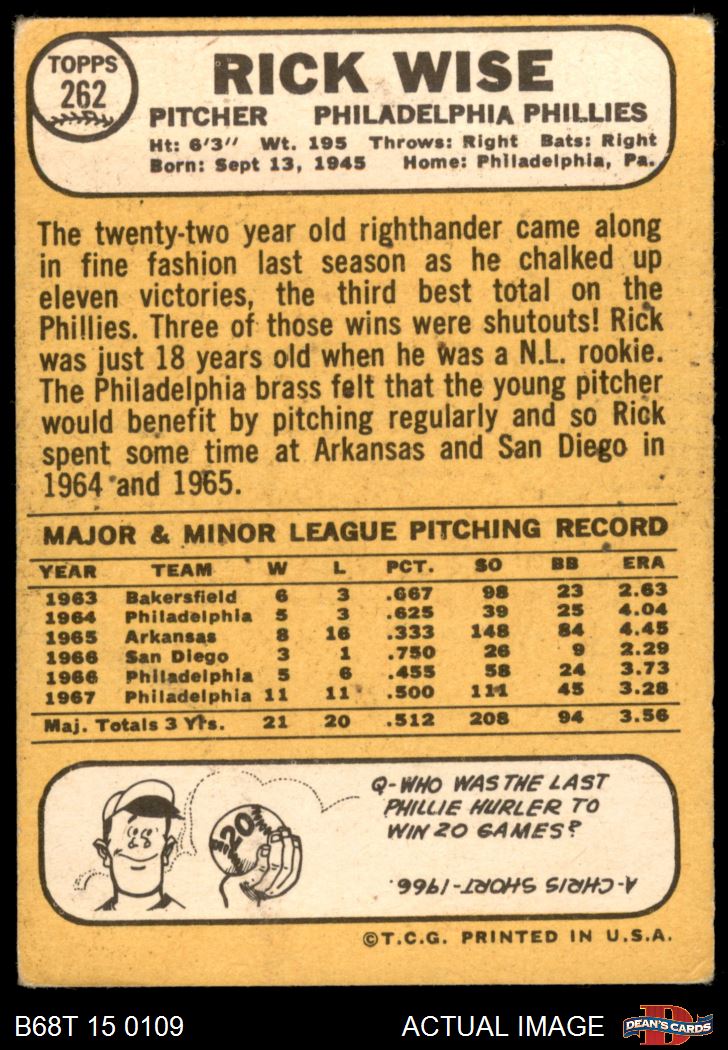 TOPPS
262
RICK WISE
PITCHER PHILADELPHIA PHILLIES
Ht: 6'3" Wt. 195 Throws: Right Bats: Right
Born: Sept 13, 1945 Home: Philadelphia, Pa.
The twenty-two year old righthander came along
in fine fashion last season as he chalked up
eleven victories, the third best total on the
Phillies. Three of those wins were shutouts! Rick
was just 18 years old when he was a N.L. rookie.
The Philadelphia brass felt that the young pitcher
would benefit by pitching regularly and so Rick
spent some time at Arkansas and San Diego in
1964 and 1965.
MAJOR & MINOR LEAGUE PITCHING RECORD
YEAR TEAM W L PCT. SO BB ERA
1963 Bakersfield 6 3 .667 98 23 2.63
1964 Philadelphia 5 3 .625 39 25 4.04
1965 Arkansas 8 16 .333 148 84 4.45
1966 San Diego 3 1 .750 26 9 2.29
1966 Philadelphia 5 6 .455 58 24 3.73
1967 Philadelphia 11 11 .500 111 45 3.28
Maj. Totals 3 Yrs. 21 20 .512 208 94 3.56
20
Q-WHO WAS THE LAST
PHILLIE HURLER TO
WIN 20 GAMES?
A-CHRIS SHORT-1966.
©T.C.G. PRINTED IN U.S.A.
B68T 15 0109 ACTUAL IMAGE
D
DEAN'S CARDS